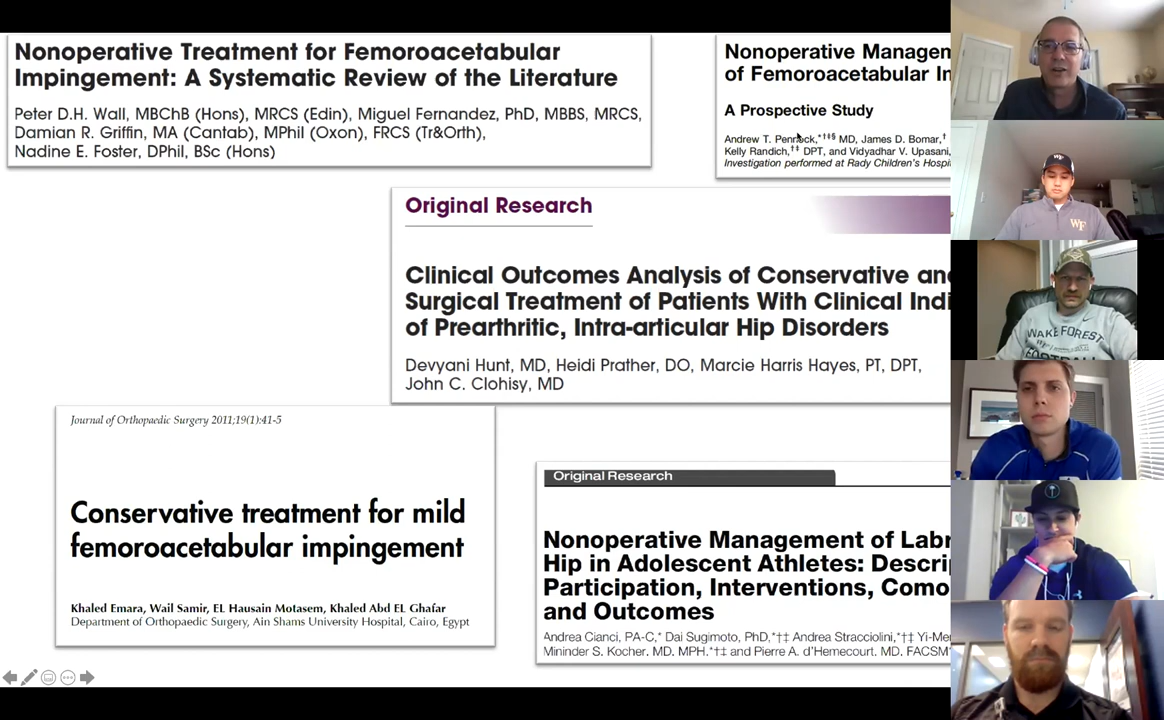 Nonoperative Treatment for Femoroacetabular
Impingement: A Systematic Review of the Literature
Peter D.H. Wall, MBChB (Hons), MRCS (Edin), Miguel Fernandez, PhD, MBBS, MRCS,
Damian R. Griffin, MA (Cantab), MPhil (Oxon), FRCS (Tr&Orth),
Nadine E. Foster, DPhil, BSc (Hons)
Nonoperative Managem
of Femoroacetabular In
A Prospective Study
Andrew T. Pennock,*†‡§ MD, James D. Bomar,†
Kelly Randich,†‡ DPT, and Vidyadhar V. Upasani,
Investigation performed at Rady Children's Hospi
Original Research
Clinical Outcomes Analysis of Conservative and
Surgical Treatment of Patients With Clinical Indi
of Prearthritic, Intra-articular Hip Disorders
Devyani Hunt, MD, Heidi Prather, DO, Marcie Harris Hayes, PT, DPT,
John C. Clohisy, MD
Journal of Orthopaedic Surgery 2011;19(1):41-5
Conservative treatment for mild
femoroacetabular impingement
Khaled Emara, Wail Samir, EL Hausain Motasem, Khaled Abd EL Ghafar
Department of Orthopaedic Surgery, Ain Shams University Hospital, Cairo, Egypt
Original Research
Nonoperative Management of Labr
Hip in Adolescent Athletes: Descri
Participation, Interventions, Como
and Outcomes
Andrea Cianci, PA-C,* Dai Sugimoto, PhD,*†‡ Andrea Stracciolini,*†‡ Yi-Me
Mininder S. Kocher, MD, MPH,*†‡ and Pierre A. d'Hemecourt, MD, FACSM*
WF
WAKE FOREST
FOOTBALL